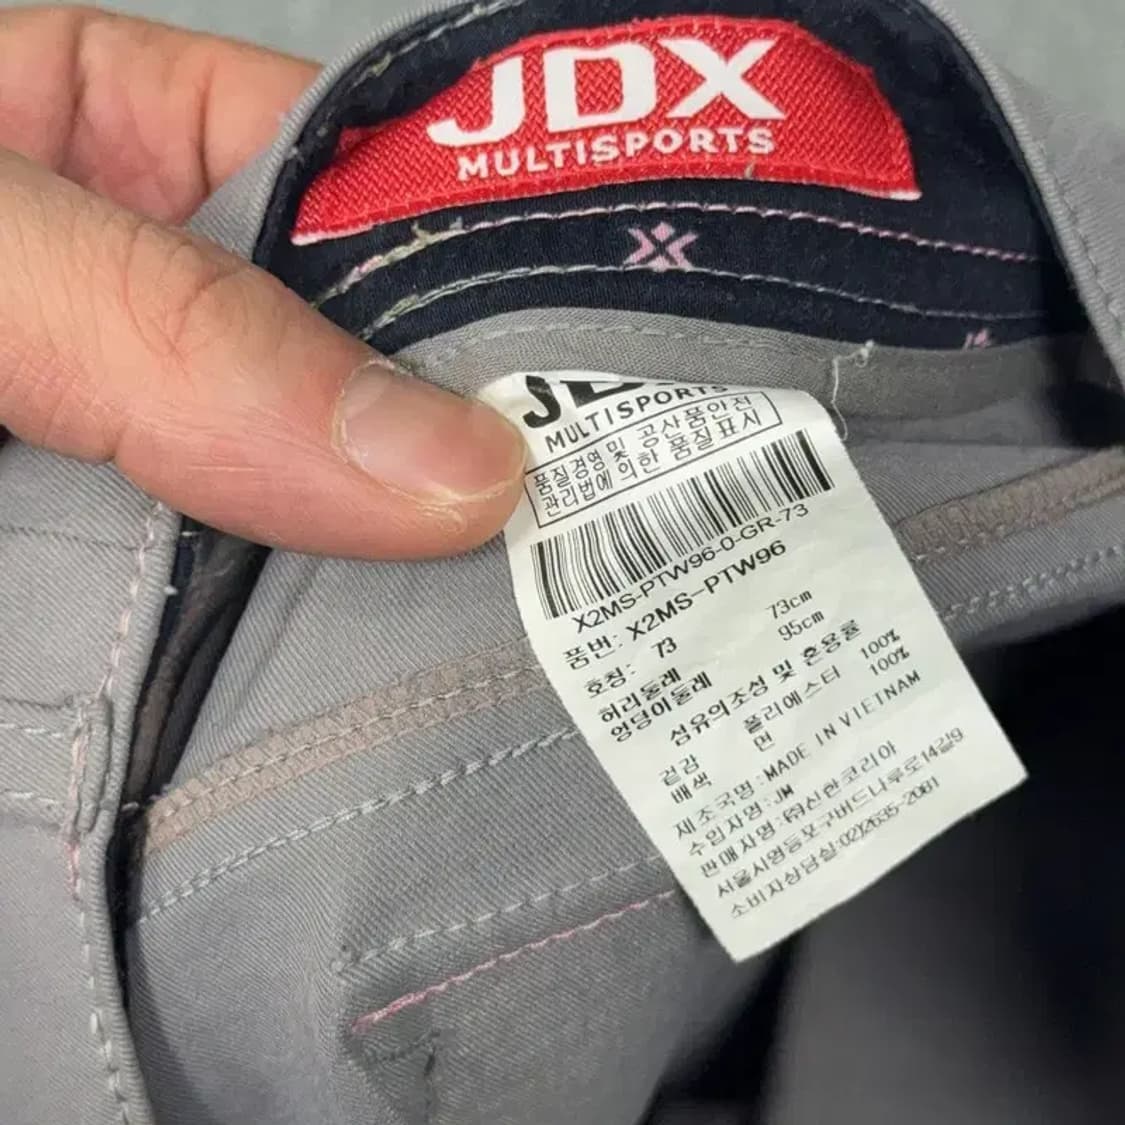 JDX
MULTISPORTS
JDX
MULTISPORTS
품질경영 및 공산품안전
관리법에 의한 품질표시
X2MS-PTW96-0-GR-73
품번: X2MS-PTW96
호칭: 73
허리둘레 73cm
엉덩이둘레 95cm
섬유의조성 및 혼용률
겉감 폴리에스터 100%
배색 면 100%
제조국명: MADE IN VIETNAM
수입자명: JW
판매자명: ㈜신한코리아
서울시영등포구버드나루로14길9
소비자상담실:02)2635-2081